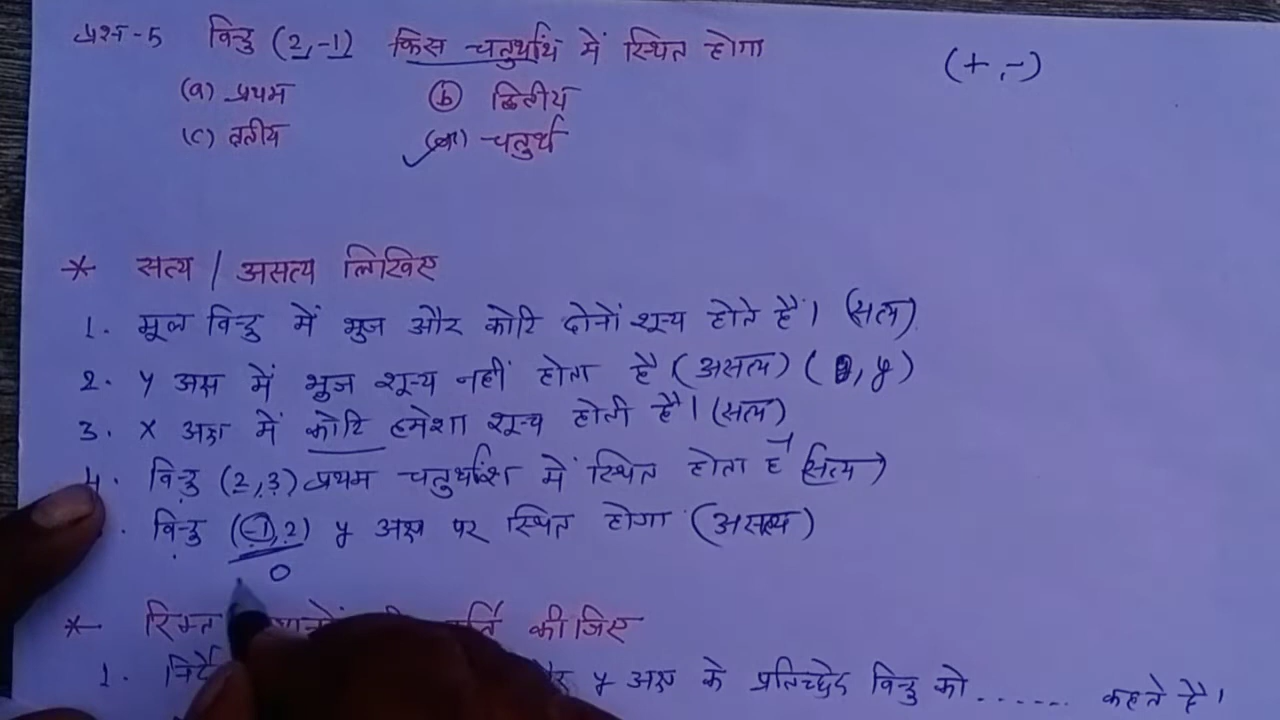 प्रश्न-5 बिन्दु (2,-1) किस चतुर्थांथ में स्थित होगा
(+,-)
(a) प्रथम (b) द्वितीय
(c) तृतीय चतुर्थ
* सत्य / असत्य लिखिए
1. मूल बिन्दु में भुज और कोटि दोनों शून्य होते हैं। (सत्य)
2. y अक्ष में भुज शून्य नहीं होता है (असत्य) (0,y)
3. x अक्ष में कोटि हमेशा शून्य होती है। (सत्य)
4. बिन्दु (2,3) प्रथम चतुर्थांश में स्थित होता है (सत्य)
. बिन्दु (-1,2) y अक्ष पर स्थित होगा (असत्य)
0
* रिक्त कीजिए
1. y अक्ष के प्रतिच्छेद बिन्दु को ....... कहते है।